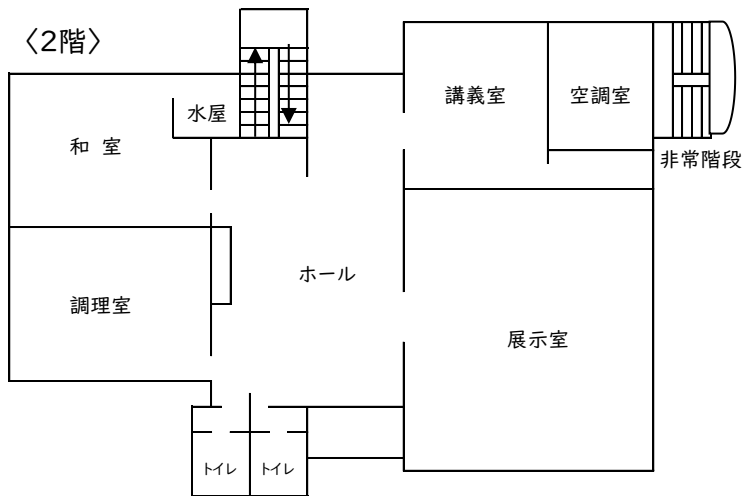 〈2階〉
水屋
和 室
講義室
空調室
非常階段
ホール
調理室
展示室
トイレ
トイレ